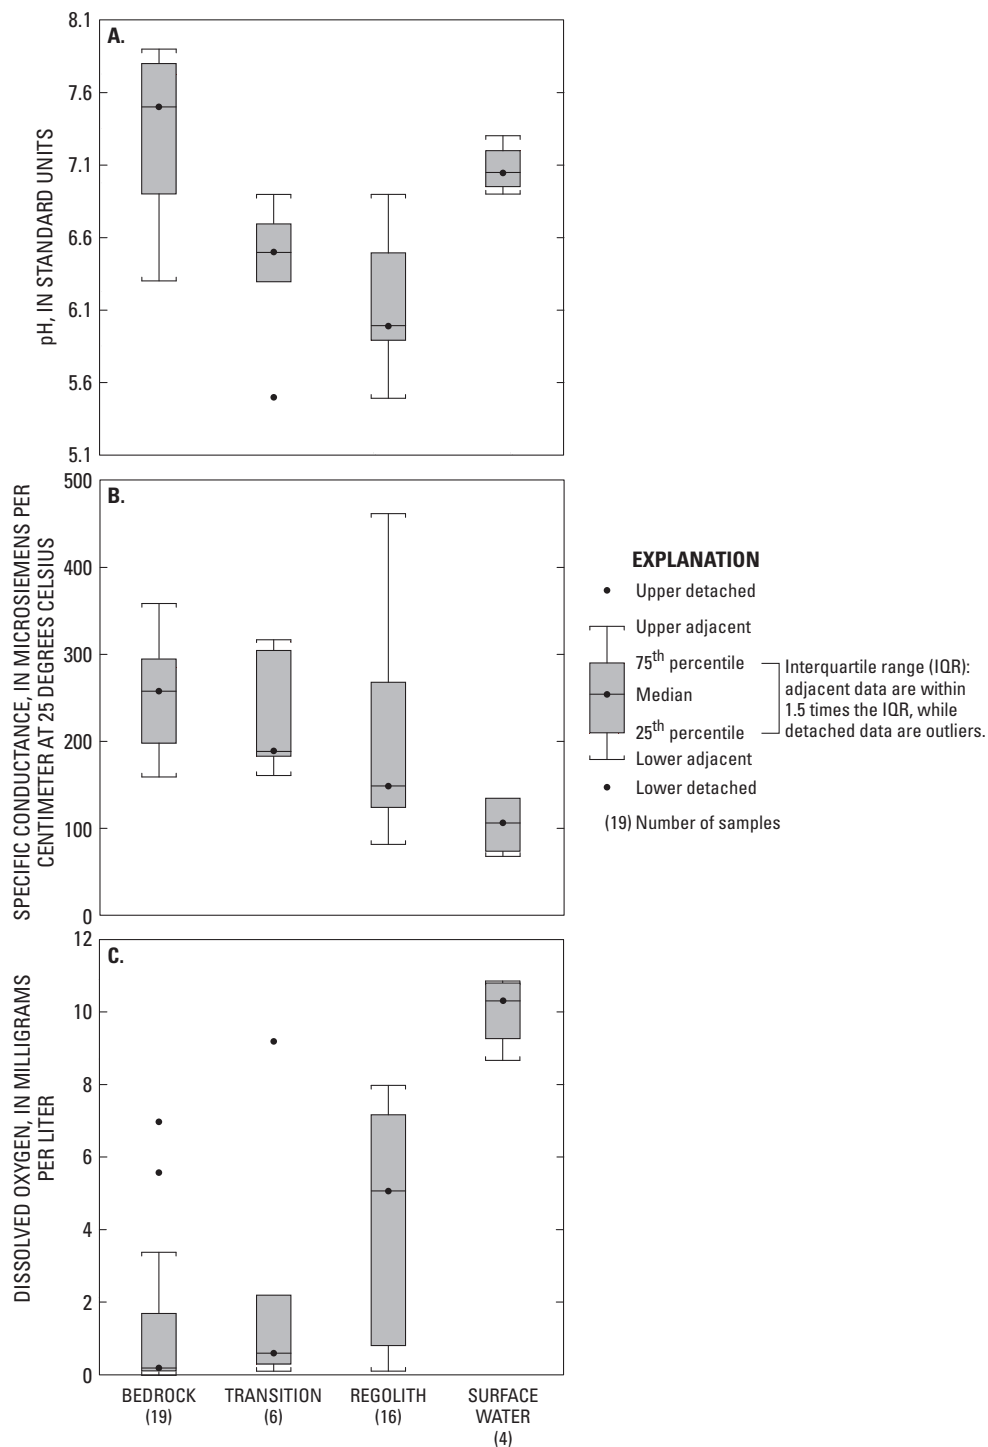 A.
pH, IN STANDARD UNITS
8.1
7.6
7.1
6.6
6.1
5.6
5.1
B.
SPECIFIC CONDUCTANCE, IN MICROSIEMENS PER
CENTIMETER AT 25 DEGREES CELSIUS
500
400
300
200
100
0
C.
DISSOLVED OXYGEN, IN MILLIGRAMS
PER LITER
12
10
8
6
4
2
0
BEDROCK
(19)
TRANSITION
(6)
REGOLITH
(16)
SURFACE
WATER
(4)
EXPLANATION
Upper detached
Upper adjacent
75th percentile
Median
25th percentile
Lower adjacent
Lower detached
(19) Number of samples
Interquartile range (IQR):
adjacent data are within
1.5 times the IQR, while
detached data are outliers.